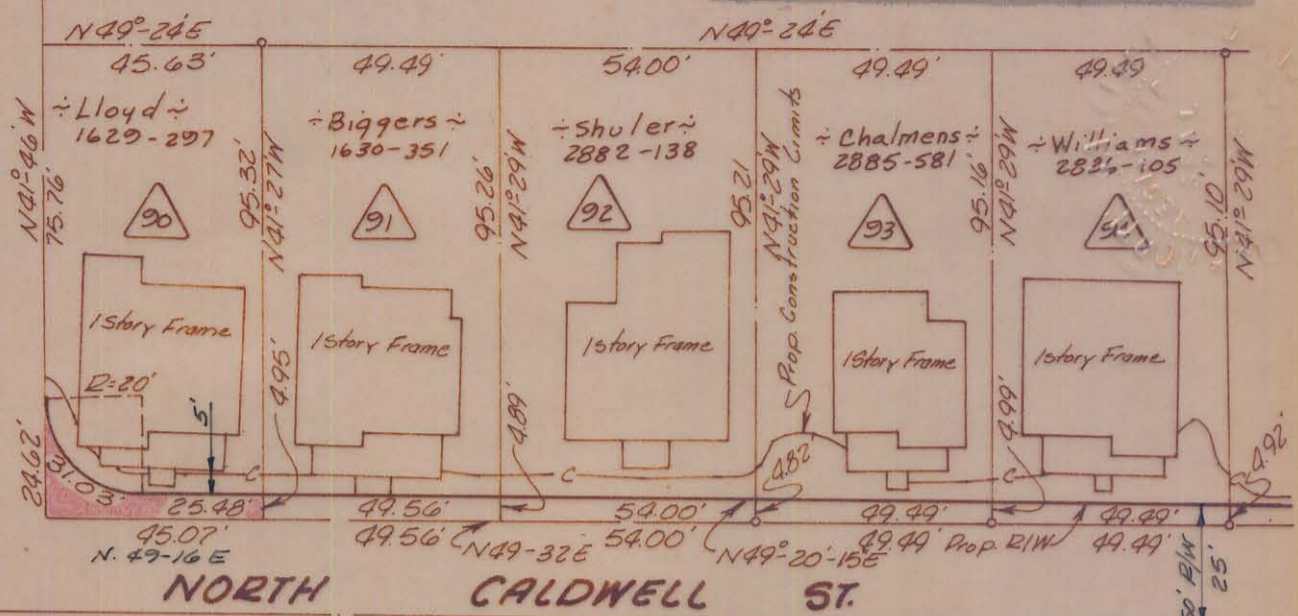 N49°-24'E
N49°-24'E
45.63'
49.49'
54.00'
49.49'
49.49
÷Lloyd÷
1629-297
÷Biggers÷
1630-351
÷Shuler÷
2882-138
÷Chalmens÷
2885-581
÷Williams÷
N41°-46'W
75.76'
95.32'
N41°-27'W
95.26'
N41°-29'W
95.21
N41°-29'W
Prop. Construction Limits
95.16'
N41°-29'W
95.10'
N41°-29'W
90
91
92
93
1 Story Frame
1 Story Frame
1 Story Frame
1 Story Frame
1 Story Frame
R=20'
5'
4.95'
4.89'
4.82
4.99'
4.92
24.62'
31.03'
C
C
C
25.48'
49.56'
54.00'
49.49'
49.49'
45.07'
49.56'
54.00'
49.49
49.49'
N. 49-16 E
N49-32E
N49°-20'-15"E
Prop. R/W
NORTH CALDWELL ST.
50' R/W
25'